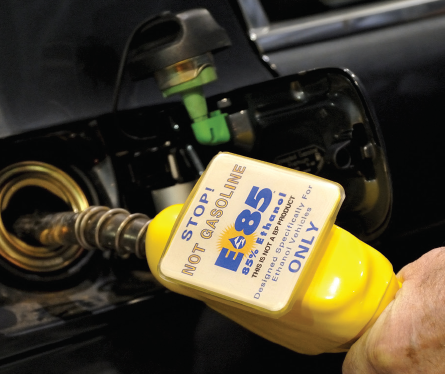 STOP!
NOT GASOLINE
E85
85% Ethanol
THIS IS NOT A BP PRODUCT
Designed Specifically For
Ethanol Vehicles
ONLY